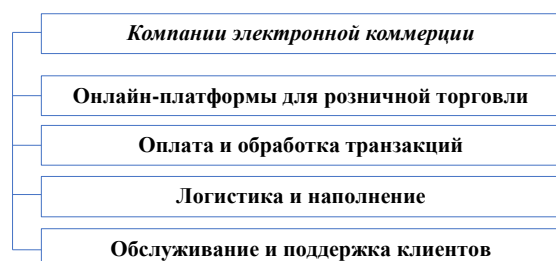 Компании электронной коммерции
Онлайн-платформы для розничной торговли
Оплата и обработка транзакций
Логистика и наполнение
Обслуживание и поддержка клиентов